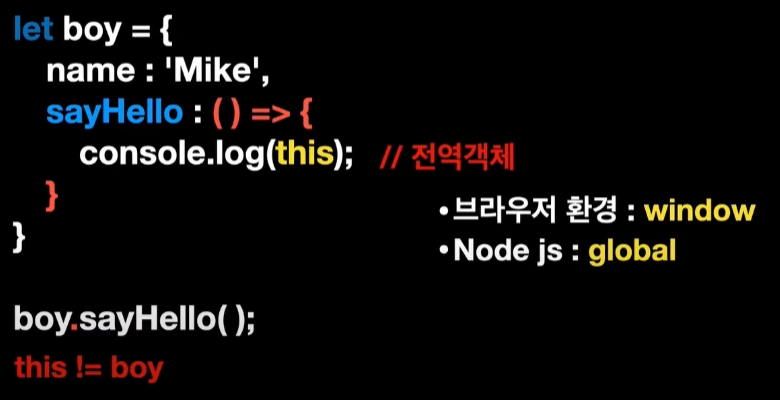 let boy = {
name : 'Mike',
sayHello : ( ) => {
console.log(this); // 전역객체
}
•브라우저 환경 : window
}
•Node js : global
boy.sayHello( );
this != boy